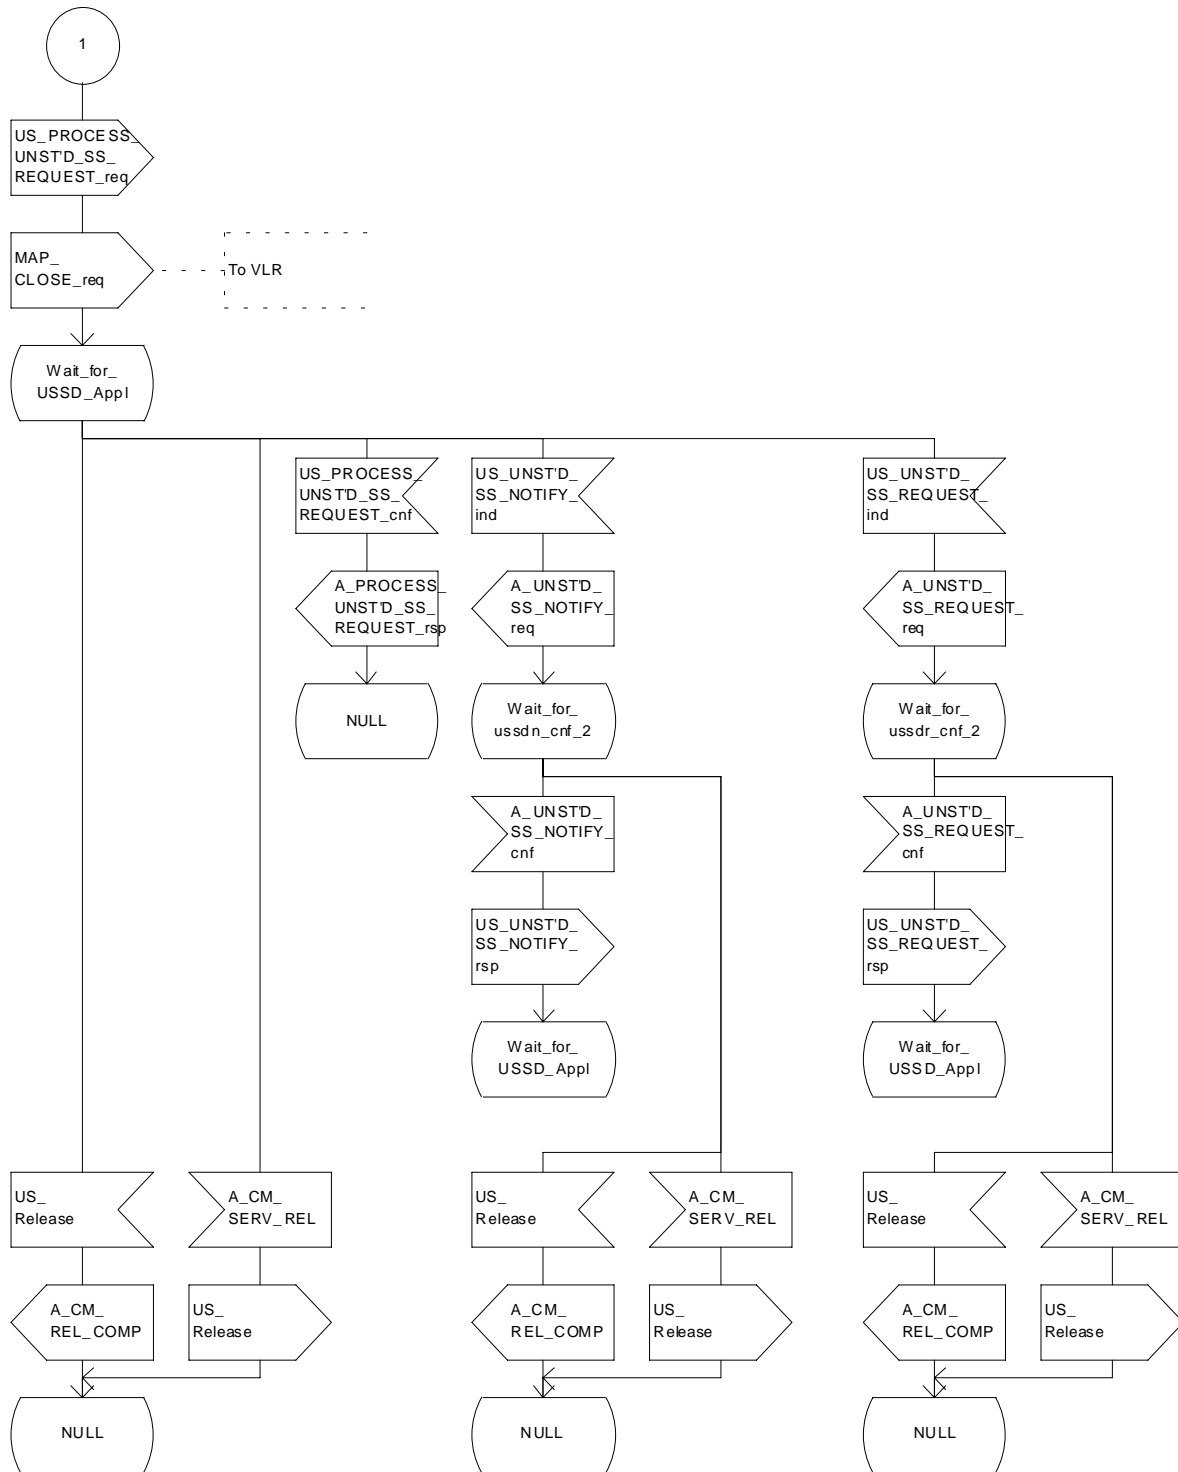 1
US_PROCESS_
UNST'D_SS_
REQUEST_req
MAP_
CLOSE_req
To VLR
Wait_for_
USSD_Appl
US_PROCESS_
UNST'D_SS_
REQUEST_cnf
US_UNST'D_
SS_NOTIFY_
ind
US_UNST'D_
SS_REQUEST_
ind
A_PROCESS_
UNST'D_SS_
REQUEST_rsp
A_UNST'D_
SS_NOTIFY_
req
A_UNST'D_
SS_REQUEST_
req
NULL
Wait_for_
ussdn_cnf_2
Wait_for_
ussdr_cnf_2
A_UNST'D_
SS_NOTIFY_
cnf
A_UNST'D_
SS_REQUEST_
cnf
US_UNST'D_
SS_NOTIFY_
rsp
US_UNST'D_
SS_REQUEST_
rsp
Wait_for_
USSD_Appl
Wait_for_
USSD_Appl
US_
Release
A_CM_
SERV_REL
US_
Release
A_CM_
SERV_REL
US_
Release
A_CM_
SERV_REL
A_CM_
REL_COMP
US_
Release
A_CM_
REL_COMP
US_
Release
A_CM_
REL_COMP
US_
Release
NULL
NULL
NULL